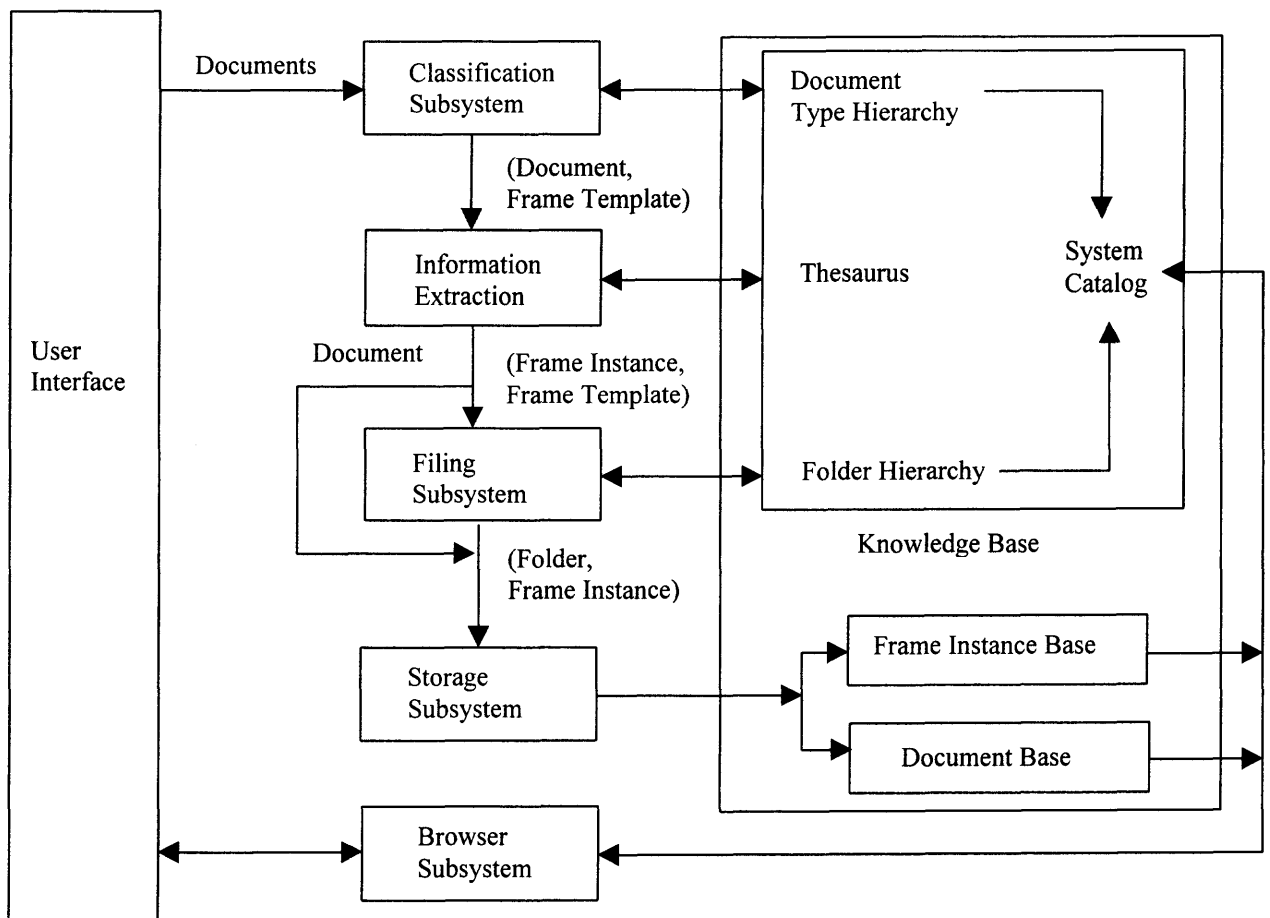 User
Interface
Documents
Classification
Subsystem
(Document,
Frame Template)
Information
Extraction
Document
(Frame Instance,
Frame Template)
Filing
Subsystem
(Folder,
Frame Instance)
Storage
Subsystem
Browser
Subsystem
Document
Type Hierarchy
Thesaurus
System
Catalog
Folder Hierarchy
Knowledge Base
Frame Instance Base
Document Base